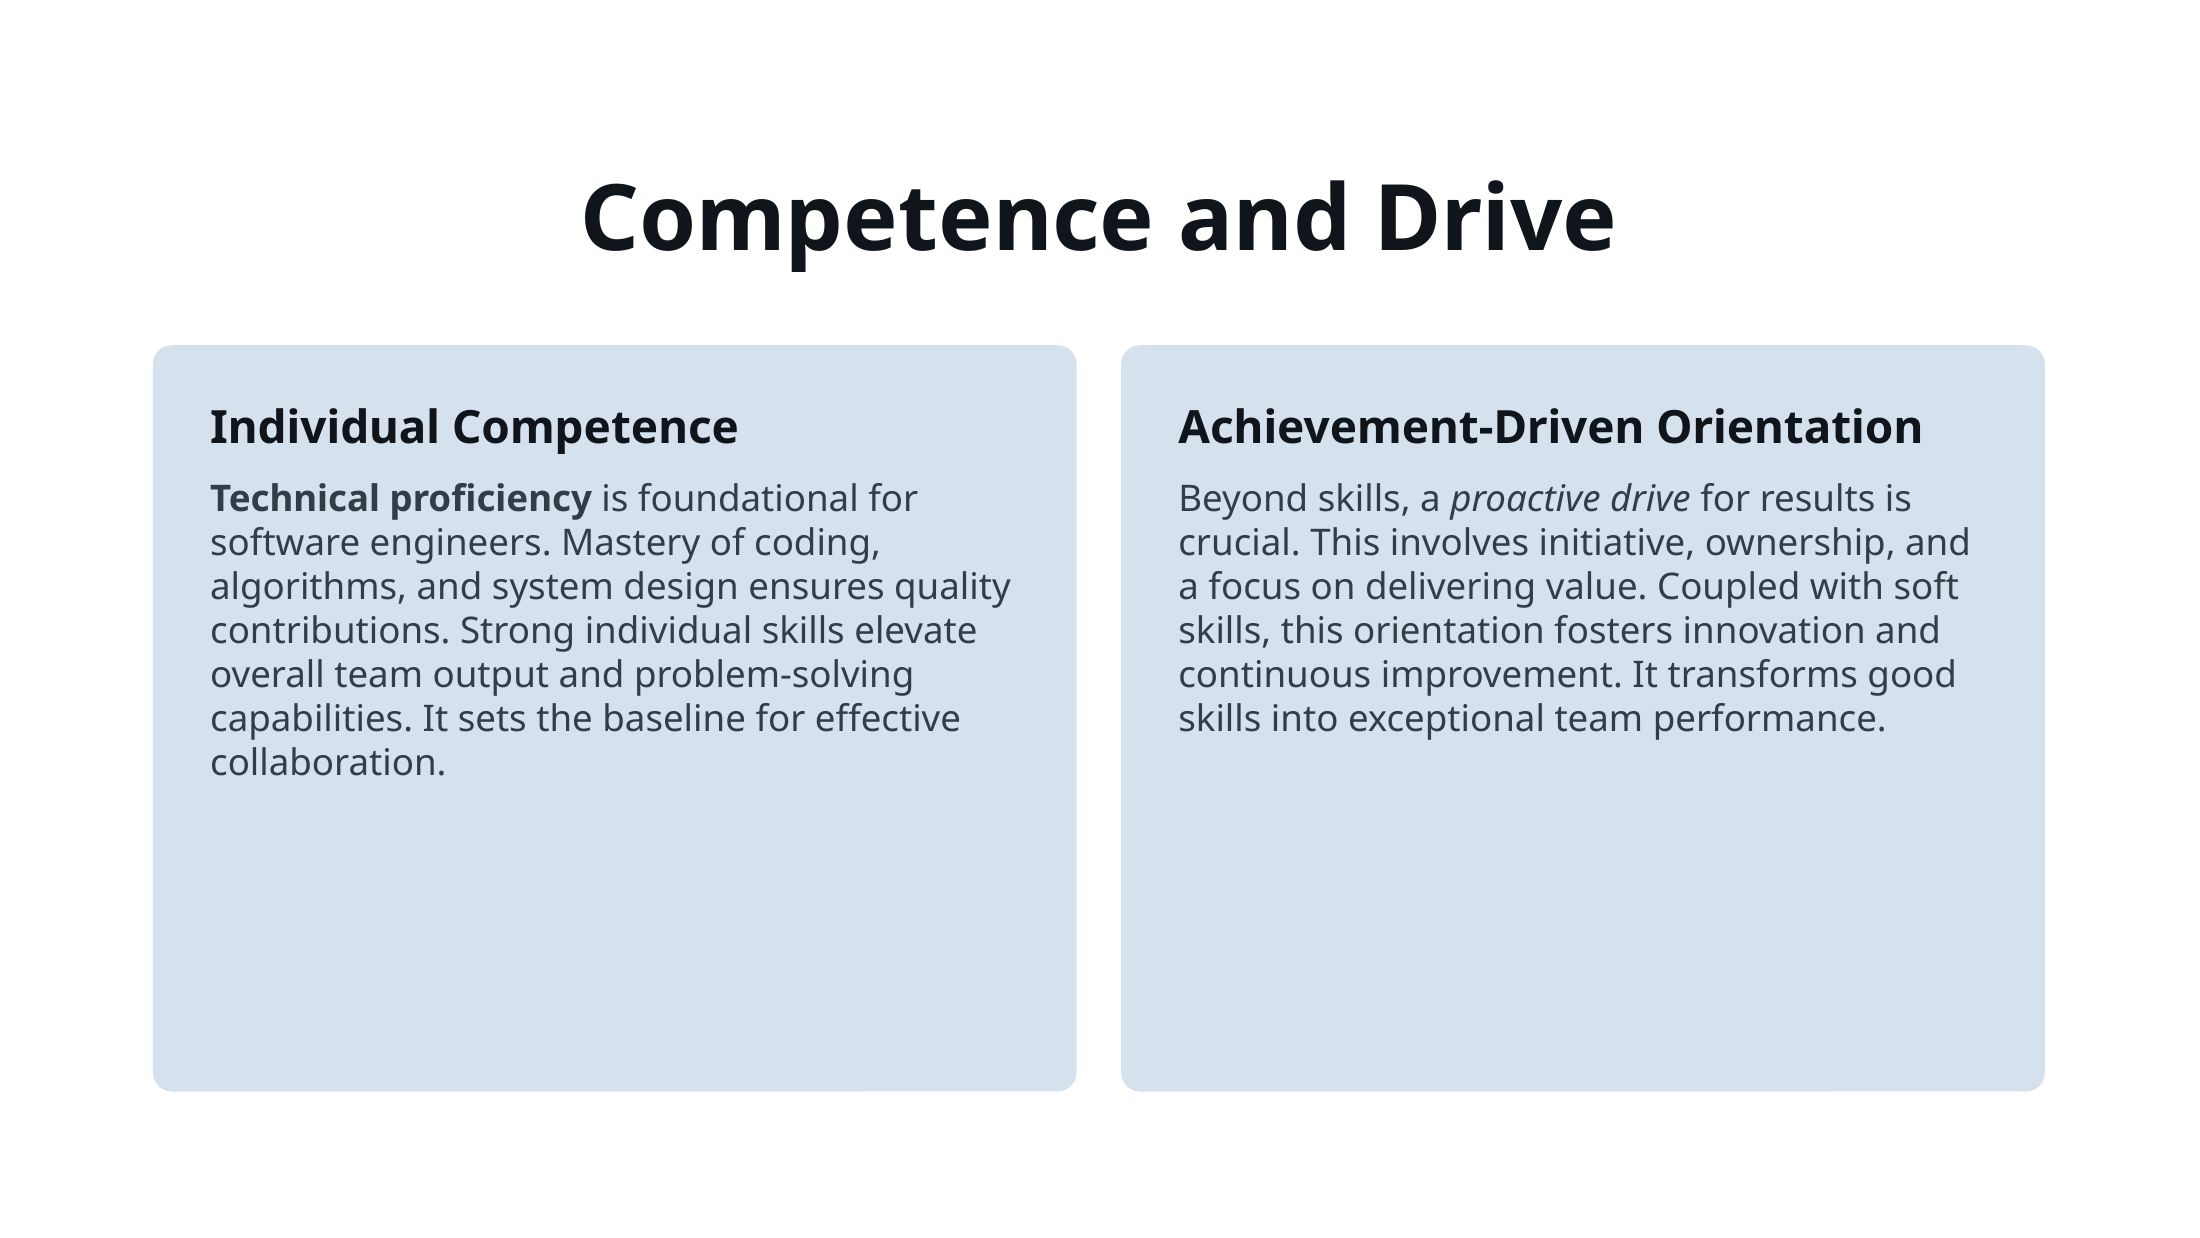 Competence and Drive
Individual Competence
Technical proficiency is foundational for
software engineers. Mastery of coding,
algorithms, and system design ensures quality
contributions. Strong individual skills elevate
overall team output and problem-solving
capabilities. It sets the baseline for effective
collaboration.
Achievement-Driven Orientation
Beyond skills, a proactive drive for results is
crucial. This involves initiative, ownership, and
a focus on delivering value. Coupled with soft
skills, this orientation fosters innovation and
continuous improvement. It transforms good
skills into exceptional team performance.